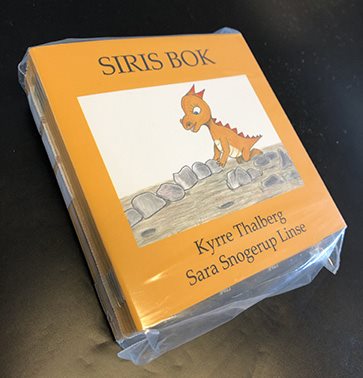 SIRIS BOK
Kyrre Thalberg
Sara Snogerup Linse